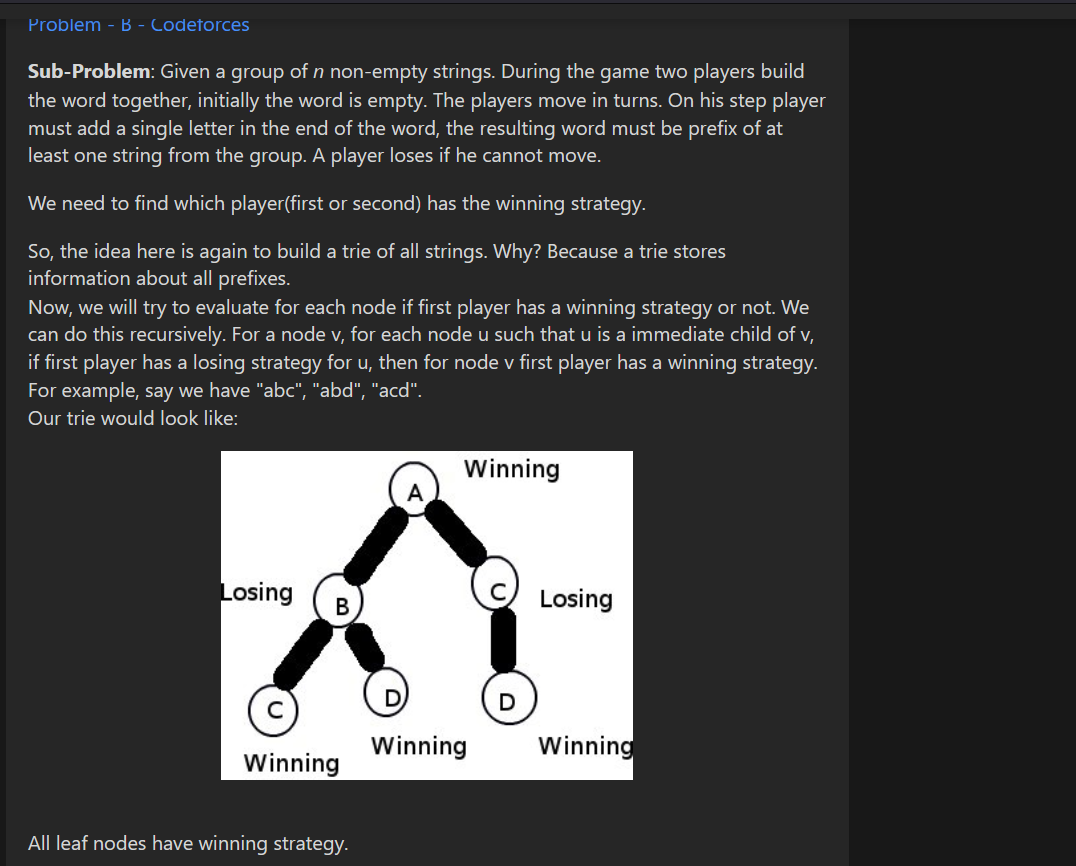 Problem - B - Codeforces
Sub-Problem: Given a group of n non-empty strings. During the game two players build
the word together, initially the word is empty. The players move in turns. On his step player
must add a single letter in the end of the word, the resulting word must be prefix of at
least one string from the group. A player loses if he cannot move.
We need to find which player(first or second) has the winning strategy.
So, the idea here is again to build a trie of all strings. Why? Because a trie stores
information about all prefixes.
Now, we will try to evaluate for each node if first player has a winning strategy or not. We
can do this recursively. For a node v, for each node u such that u is a immediate child of v,
if first player has a losing strategy for u, then for node v first player has a winning strategy.
For example, say we have "abc", "abd", "acd".
Our trie would look like:
A Winning
Losing B C Losing
C D D
Winning Winning Winning
All leaf nodes have winning strategy.